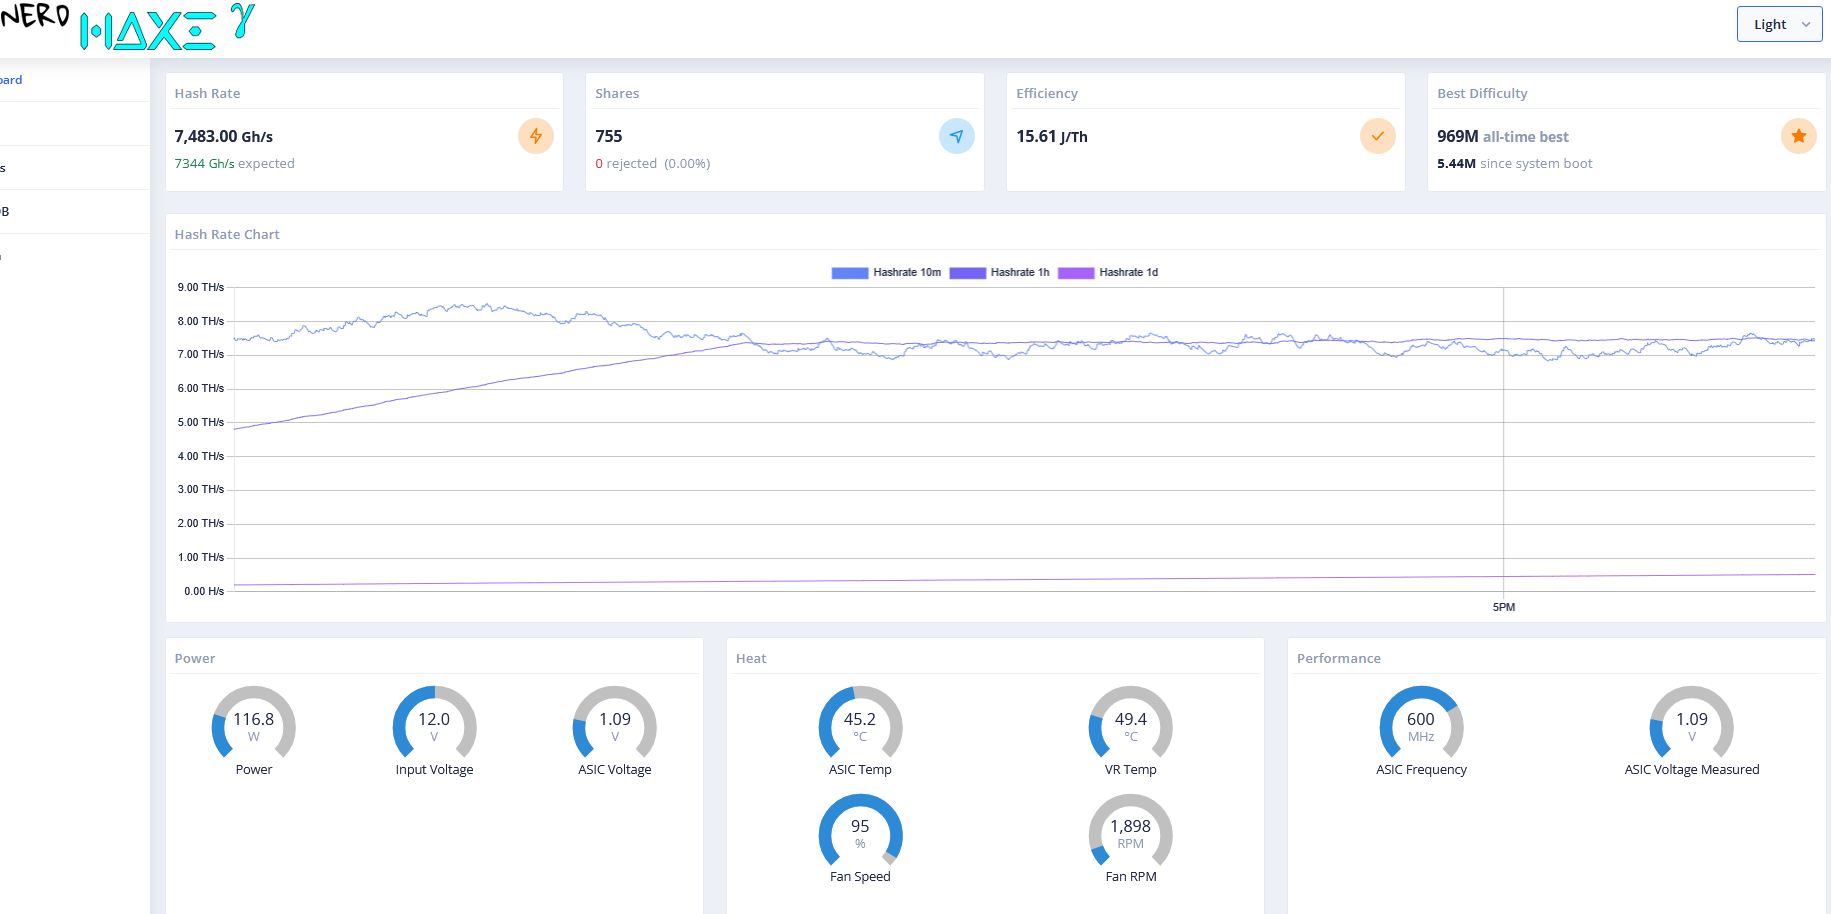 NERD HAXE γ
Light
oard
s
OB
Hash Rate
7,483.00 Gh/s
7344 Gh/s expected
Shares
755
0 rejected (0.00%)
Efficiency
15.61 J/Th
Best Difficulty
969M all-time best
5.44M since system boot
Hash Rate Chart
Hashrate 10m Hashrate 1h Hashrate 1d
9.00 TH/s
8.00 TH/s
7.00 TH/s
6.00 TH/s
5.00 TH/s
4.00 TH/s
3.00 TH/s
2.00 TH/s
1.00 TH/s
0.00 H/s
5PM
Power
116.8
W
Power
12.0
V
Input Voltage
1.09
V
ASIC Voltage
Heat
45.2
°C
ASIC Temp
49.4
°C
VR Temp
95
%
Fan Speed
1,898
RPM
Fan RPM
Performance
600
MHz
ASIC Frequency
1.09
V
ASIC Voltage Measured